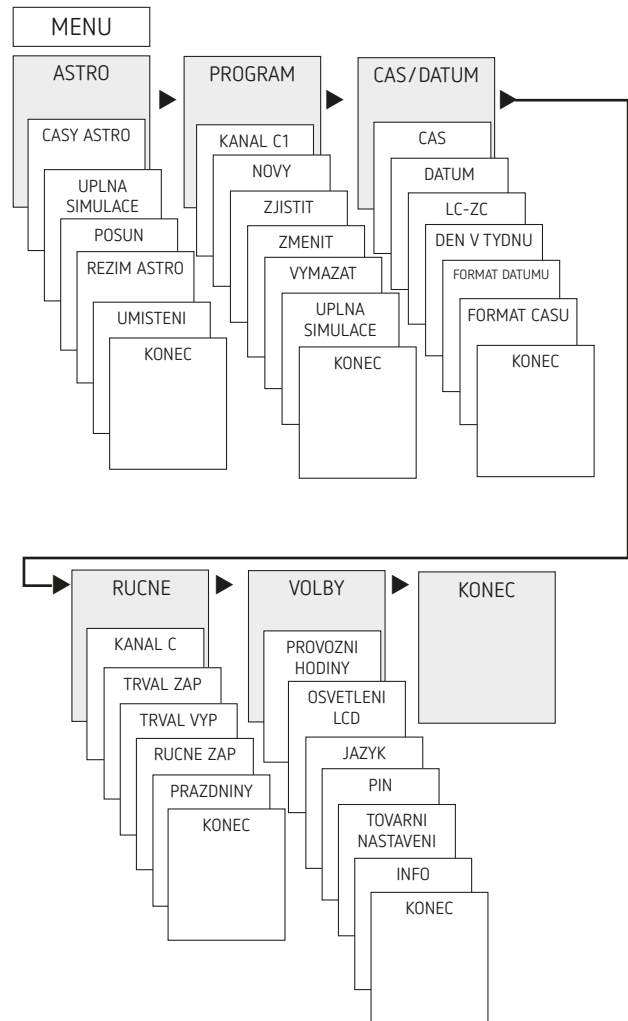 MENU
ASTRO
CASY ASTRO
UPLNA
SIMULACE
POSUN
REZIM ASTRO
UMISTENI
KONEC
PROGRAM
KANAL C1
NOVY
ZJISTIT
ZMENIT
VYMAZAT
UPLNA
SIMULACE
KONEC
CAS/DATUM
CAS
DATUM
LC-ZC
DEN V TYDNU
FORMAT DATUMU
FORMAT CASU
KONEC
RUCNE
KANAL C
TRVAL ZAP
TRVAL VYP
RUCNE ZAP
PRAZDNINY
KONEC
VOLBY
PROVOZNI
HODINY
OSVETLENI
LCD
JAZYK
PIN
TOVARNI
NASTAVENI
INFO
KONEC
KONEC